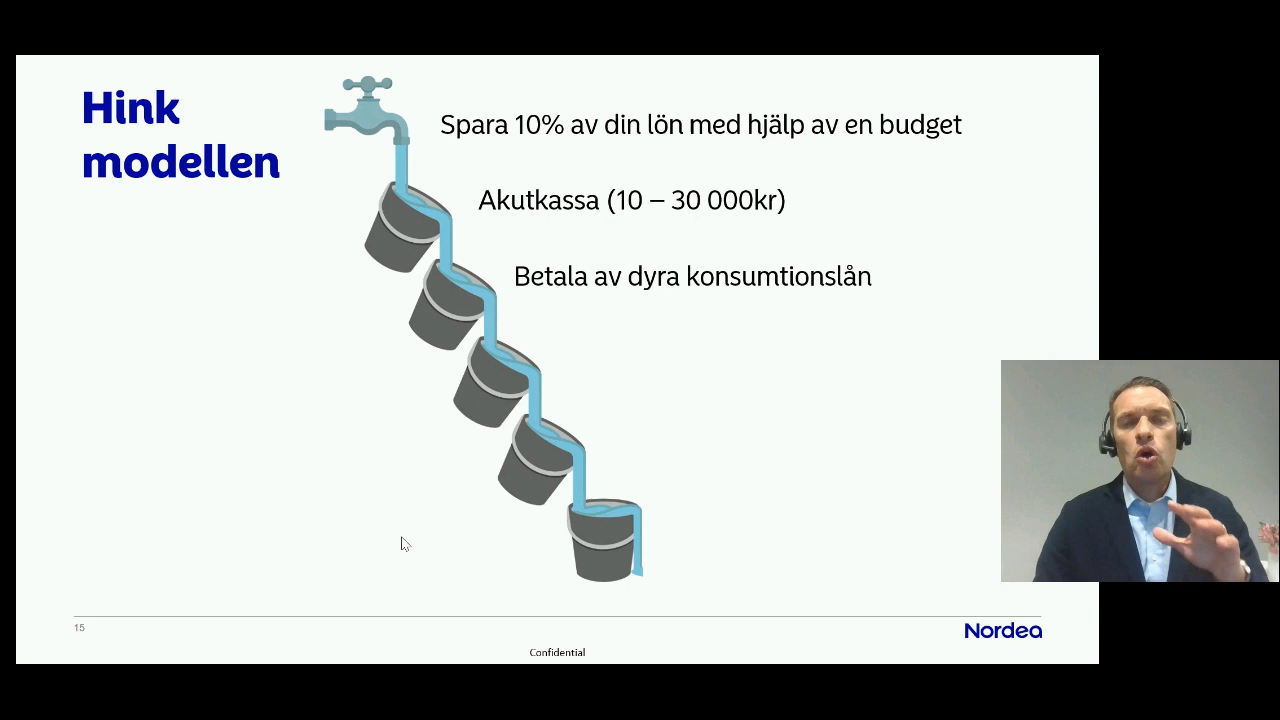 Hink
modellen
Spara 10% av din lön med hjälp av en budget
Akutkassa (10 – 30 000kr)
Betala av dyra konsumtionslån
15
Nordea
Confidential